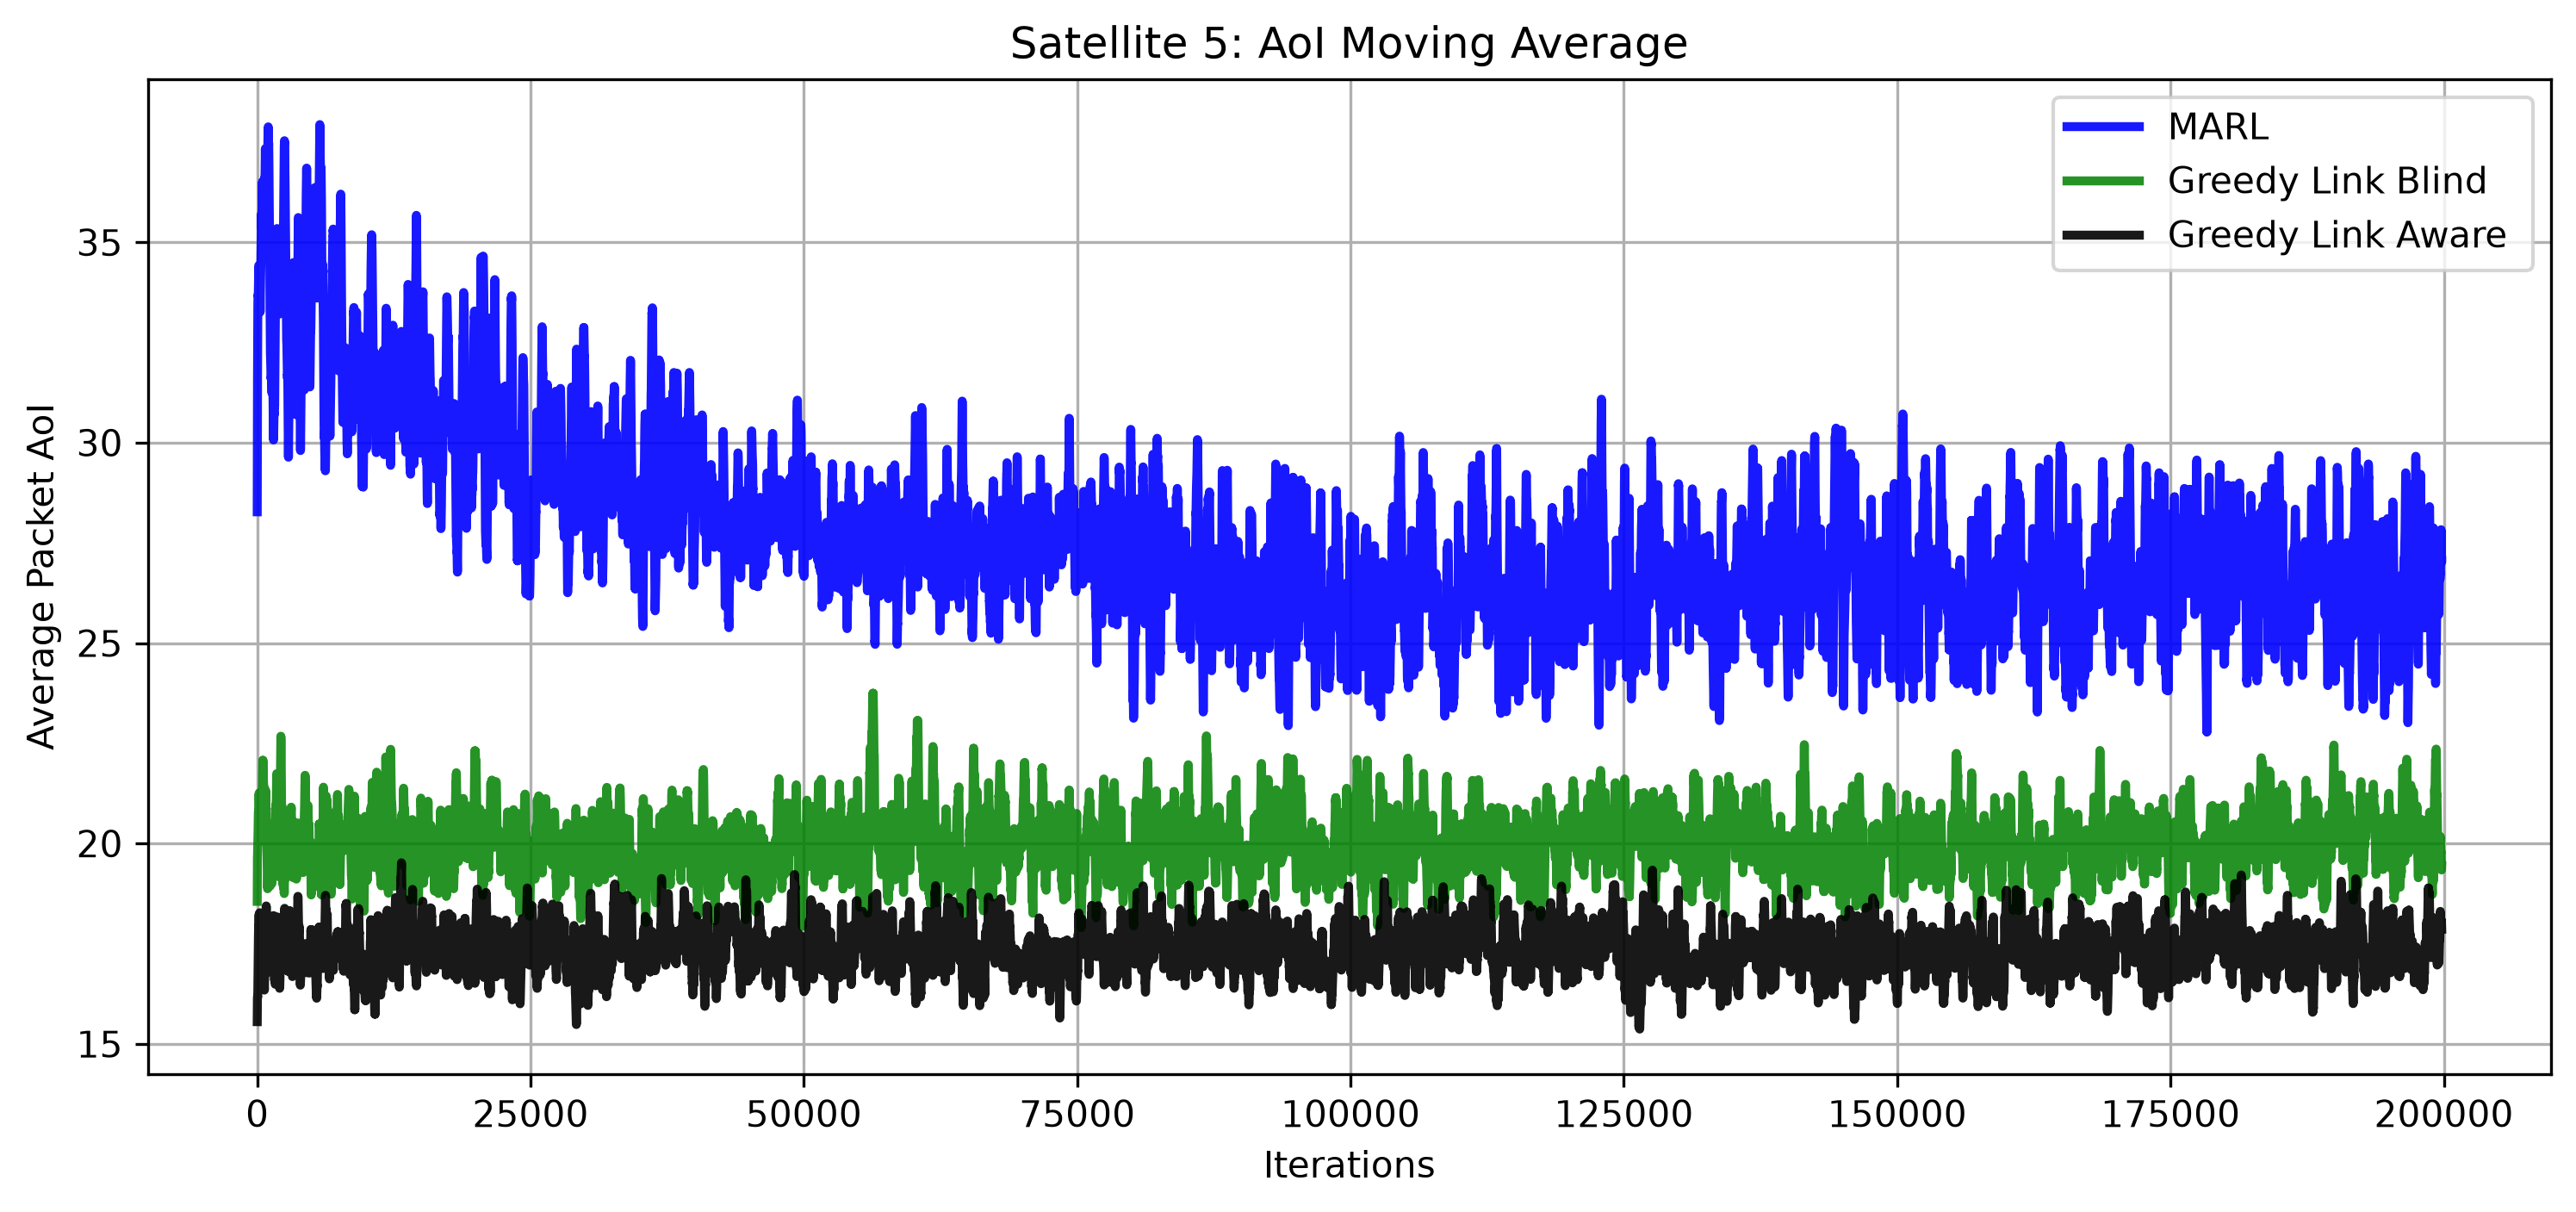 Satellite 5: AoI Moving Average
MARL
Greedy Link Blind
Greedy Link Aware
Average Packet AoI
35
30
25
20
15
0 25000 50000 75000 100000 125000 150000 175000 200000
Iterations